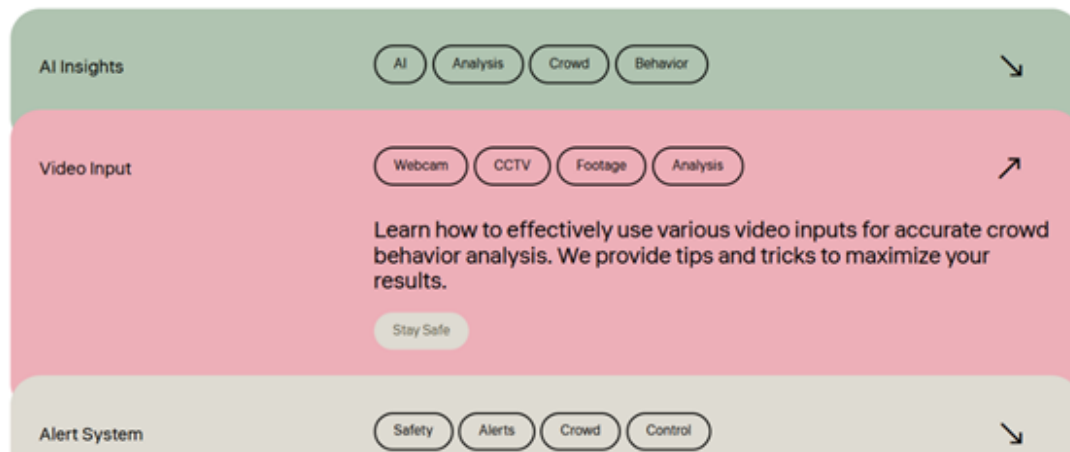 AI Insights
AI Analysis Crowd Behavior
Video Input
Webcam CCTV Footage Analysis
Learn how to effectively use various video inputs for accurate crowd
behavior analysis. We provide tips and tricks to maximize your
results.
Stay Safe
Alert System
Safety Alerts Crowd Control